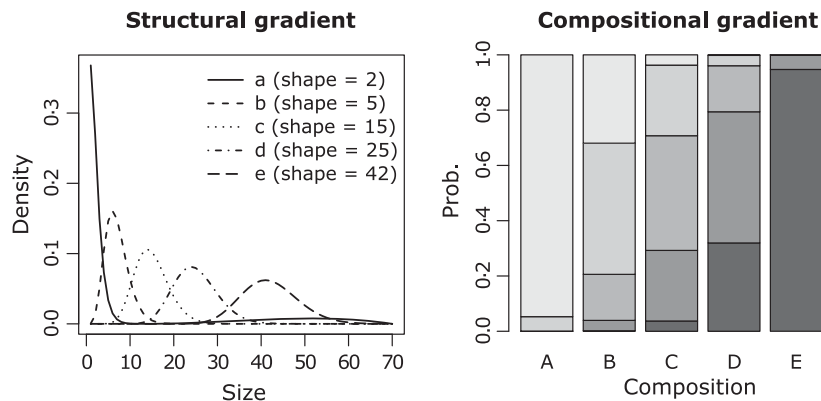 Structural gradient
Density
0·0
0·1
0·2
0·3
a (shape = 2)
b (shape = 5)
c (shape = 15)
d (shape = 25)
e (shape = 42)
0 10 20 30 40 50 60 70
Size
Compositional gradient
Prob.
0·0
0·2
0·4
0·6
0·8
1·0
A B C D E
Composition